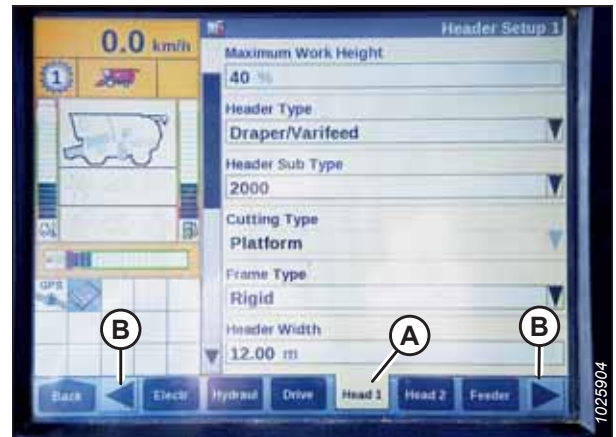 0.0 km/h
Header Setup 1
1
Maximum Work Height
40 %
Header Type
Draper/Varifeed
Header Sub Type
2000
Cutting Type
Platform
Frame Type
Rigid
GPS
Header Width
12.00 m
B
A
B
Back
Electr
Hydraul
Drive
Head 1
Head 2
Feeder
1025904